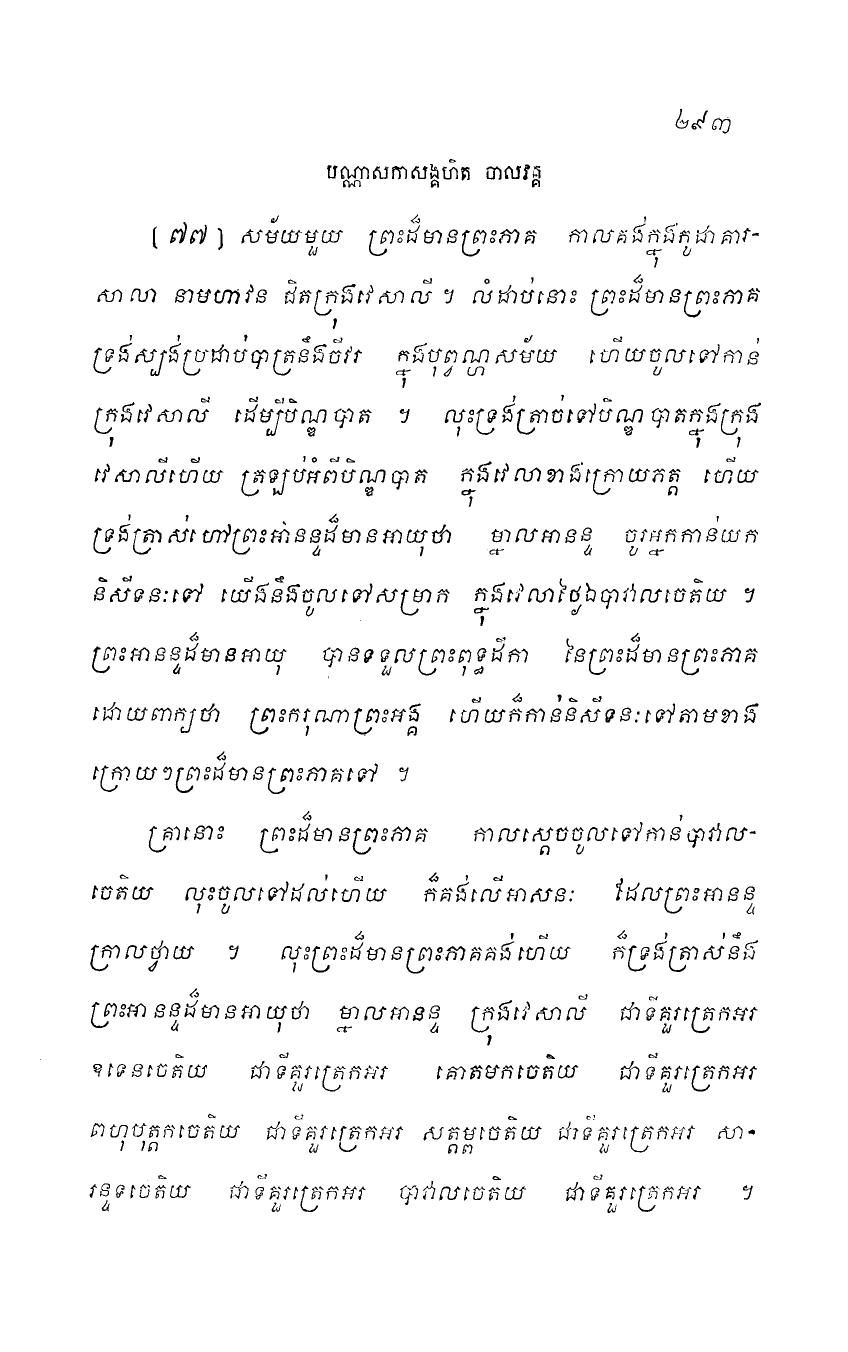 ២៩៣
បណ្ណាសកាសង្គហិត ចាលវគ្គ
[៧៧] សម័យមួយ ព្រះដ៏មានព្រះភាគ កាលគង់ក្នុងកូដាគារ-
សាលា នាមហាវន ជិតក្រុងវេសាលី ។ លំដាប់នោះ ព្រះដ៏មានព្រះភាគ
ទ្រង់ស្បង់ប្រដាប់បាត្រនឹងចីវរ ក្នុងបុព្វណ្ហសម័យ ហើយចូលទៅកាន់
ក្រុងវេសាលី ដើម្បីបិណ្ឌបាត ។ លុះទ្រង់ត្រាច់ទៅបិណ្ឌបាតក្នុងក្រុង
វេសាលីហើយ ត្រឡប់អំពីបិណ្ឌបាត ក្នុងវេលាខាងក្រោយភត្ត ហើយ
ទ្រង់ត្រាស់ហៅព្រះអានន្ទដ៏មានអាយុថា ម្នាលអានន្ទ ចូរអ្នកកាន់យក
និសីទនៈទៅ យើងនឹងចូលទៅសម្រាក ក្នុងវេលាថ្ងៃឯបាវាលចេតិយ ។
ព្រះអានន្ទដ៏មានអាយុ បានទទួលព្រះពុទ្ធដីកា នៃព្រះដ៏មានព្រះភាគ
ដោយពាក្យថា ព្រះករុណាព្រះអង្គ ហើយក៏កាន់និសីទនៈទៅតាមខាង
ក្រោយៗព្រះដ៏មានព្រះភាគទៅ ។
គ្រានោះ ព្រះដ៏មានព្រះភាគ កាលស្តេចចូលទៅកាន់បាវាល-
ចេតិយ លុះចូលទៅដល់ហើយ ក៏គង់លើអាសនៈ ដែលព្រះអានន្ទ
ក្រាលថ្វាយ ។ លុះព្រះដ៏មានព្រះភាគគង់ហើយ ក៏ទ្រង់ត្រាស់នឹង
ព្រះអានន្ទដ៏មានអាយុថា ម្នាលអានន្ទ ក្រុងវេសាលី ជាទីគួរត្រេកអរ
ឧទេនចេតិយ ជាទីគួរត្រេកអរ គោតមកចេតិយ ជាទីគួរត្រេកអរ
ពហុបុត្តកចេតិយ ជាទីគួរត្រេកអរ សត្តម្ពចេតិយ ជាទីគួរត្រេកអរ សា-
រន្ទទចេតិយ ជាទីគួរត្រេកអរ បាវាលចេតិយ ជាទីគួរត្រេកអរ ។